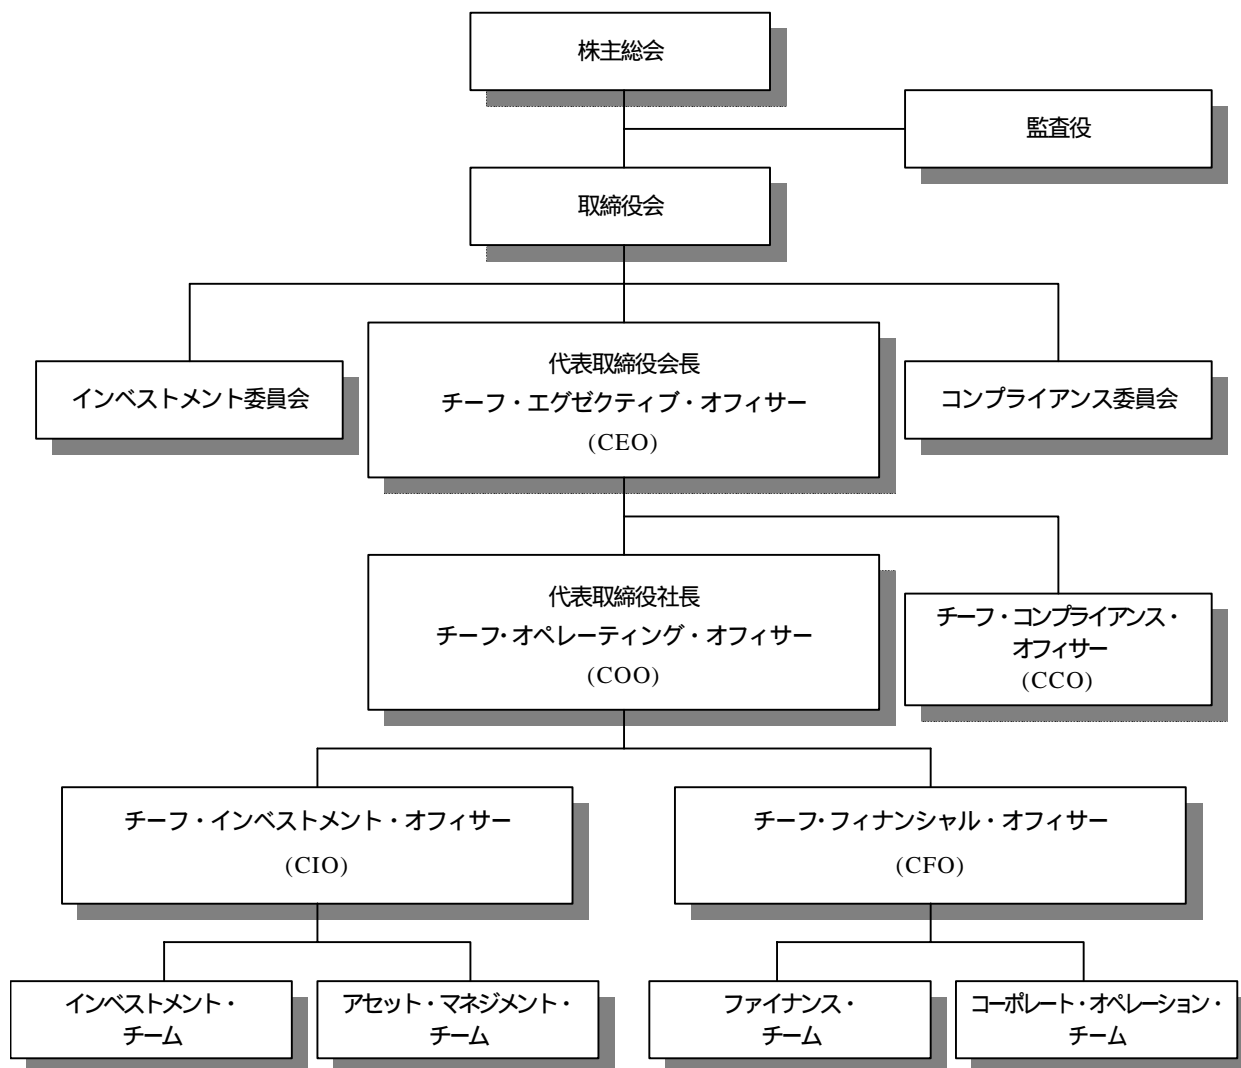 株主総会
監査役
取締役会
インベストメント委員会
代表取締役会長
チーフ・エグゼクティブ・オフィサー
(CEO)
コンプライアンス委員会
代表取締役社長
チーフ・オペレーティング・オフィサー
(COO)
チーフ・コンプライアンス・
オフィサー
(CCO)
チーフ・インベストメント・オフィサー
(CIO)
チーフ・フィナンシャル・オフィサー
(CFO)
インベストメント・
チーム
アセット・マネジメント・
チーム
ファイナンス・
チーム
コーポレート・オペレーション・
チーム